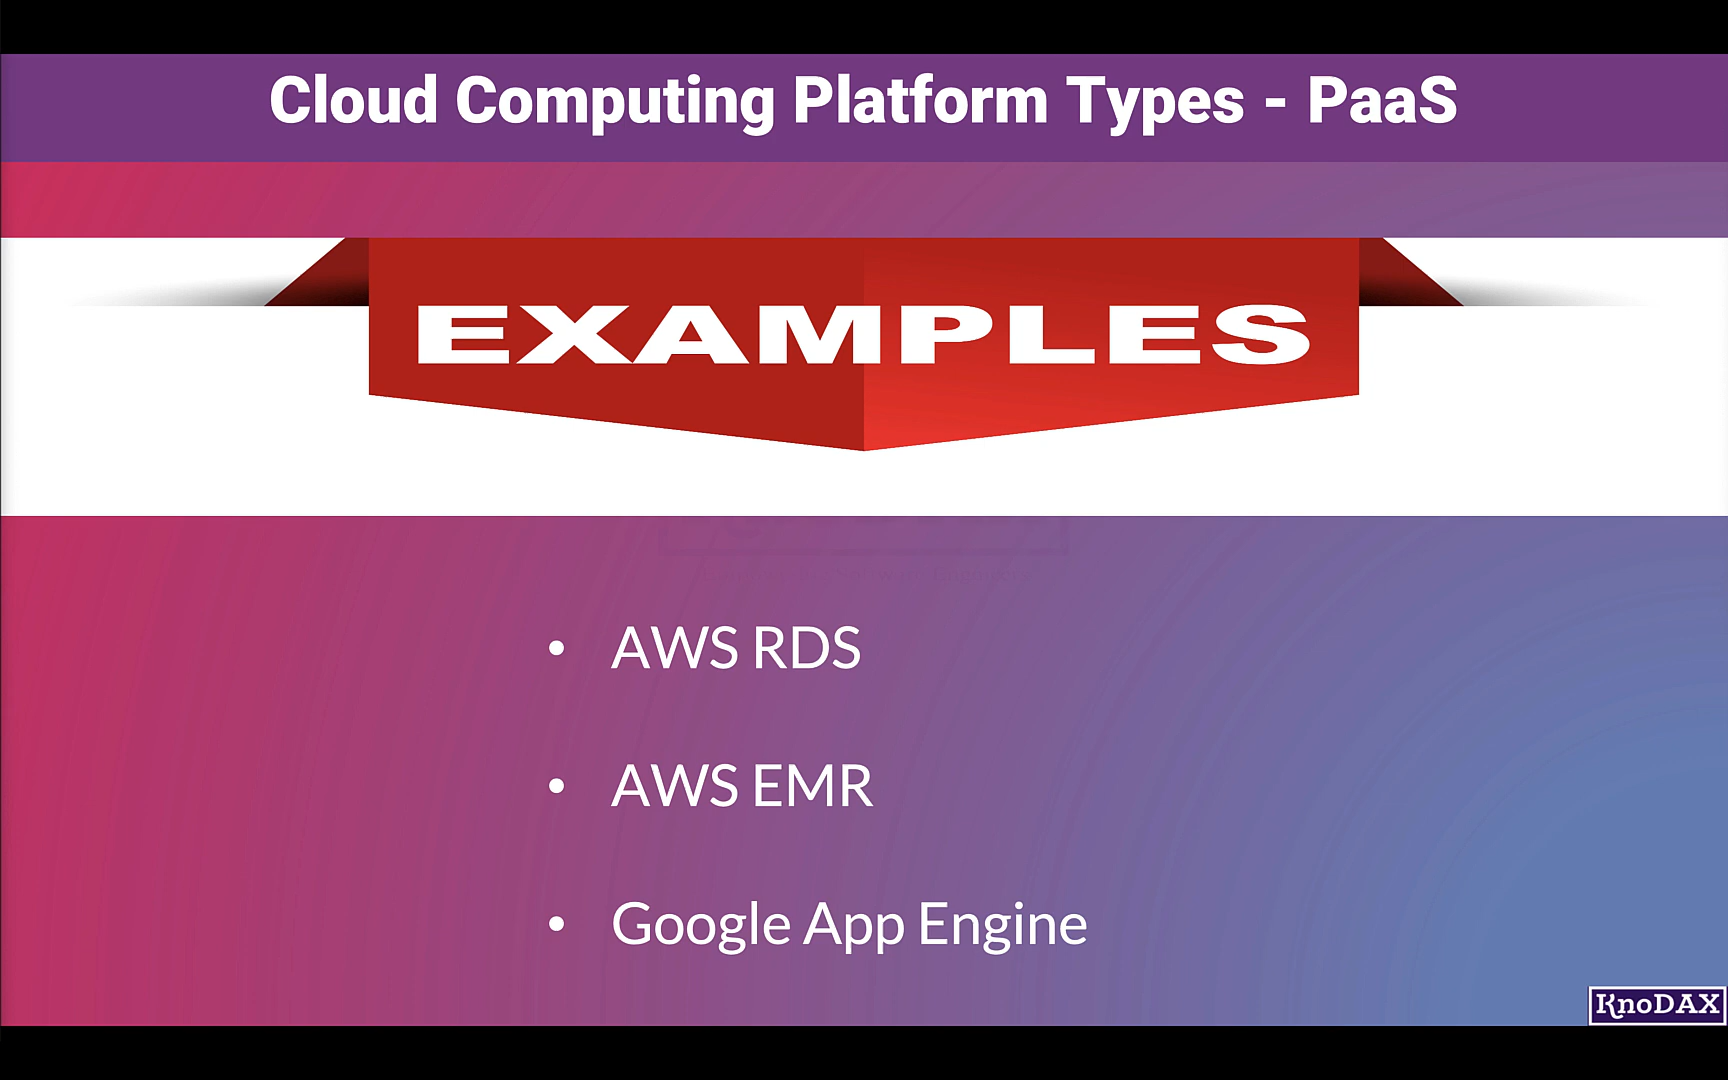 Cloud Computing Platform Types - PaaS
EXAMPLES
• AWS RDS
• AWS EMR
• Google App Engine
KnoDAX